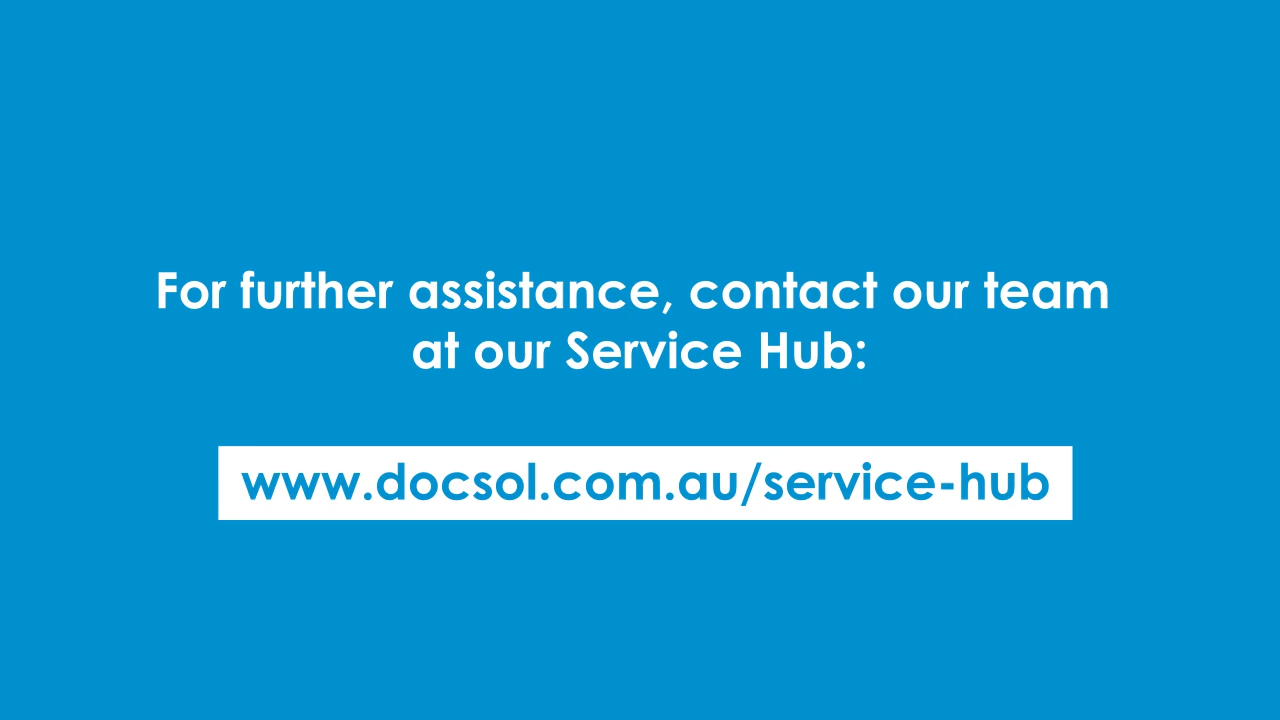 For further assistance, contact our team
at our Service Hub:
www.docsol.com.au/service-hub